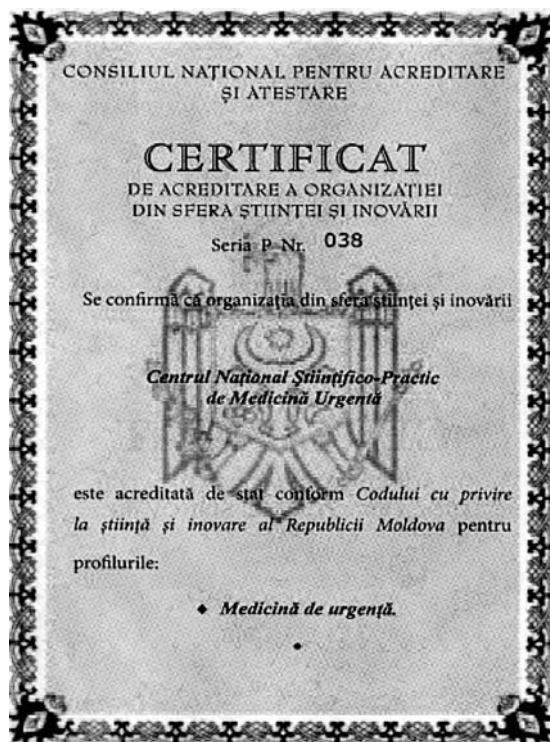 CONSILIUL NAȚIONAL PENTRU ACREDITARE
ȘI ATESTARE
CERTIFICAT
DE ACREDITARE A ORGANIZAȚIEI
DIN SFERA ȘTIINȚEI ȘI INOVĂRII
Seria P Nr. 038
Se confirmă că organizația din sfera științei și inovării
Centrul Național Științifico-Practic
de Medicină Urgentă
este acreditată de stat conform Codului cu privire
la știință și inovare al Republicii Moldova pentru
profilurile:
◆ Medicină de urgență.